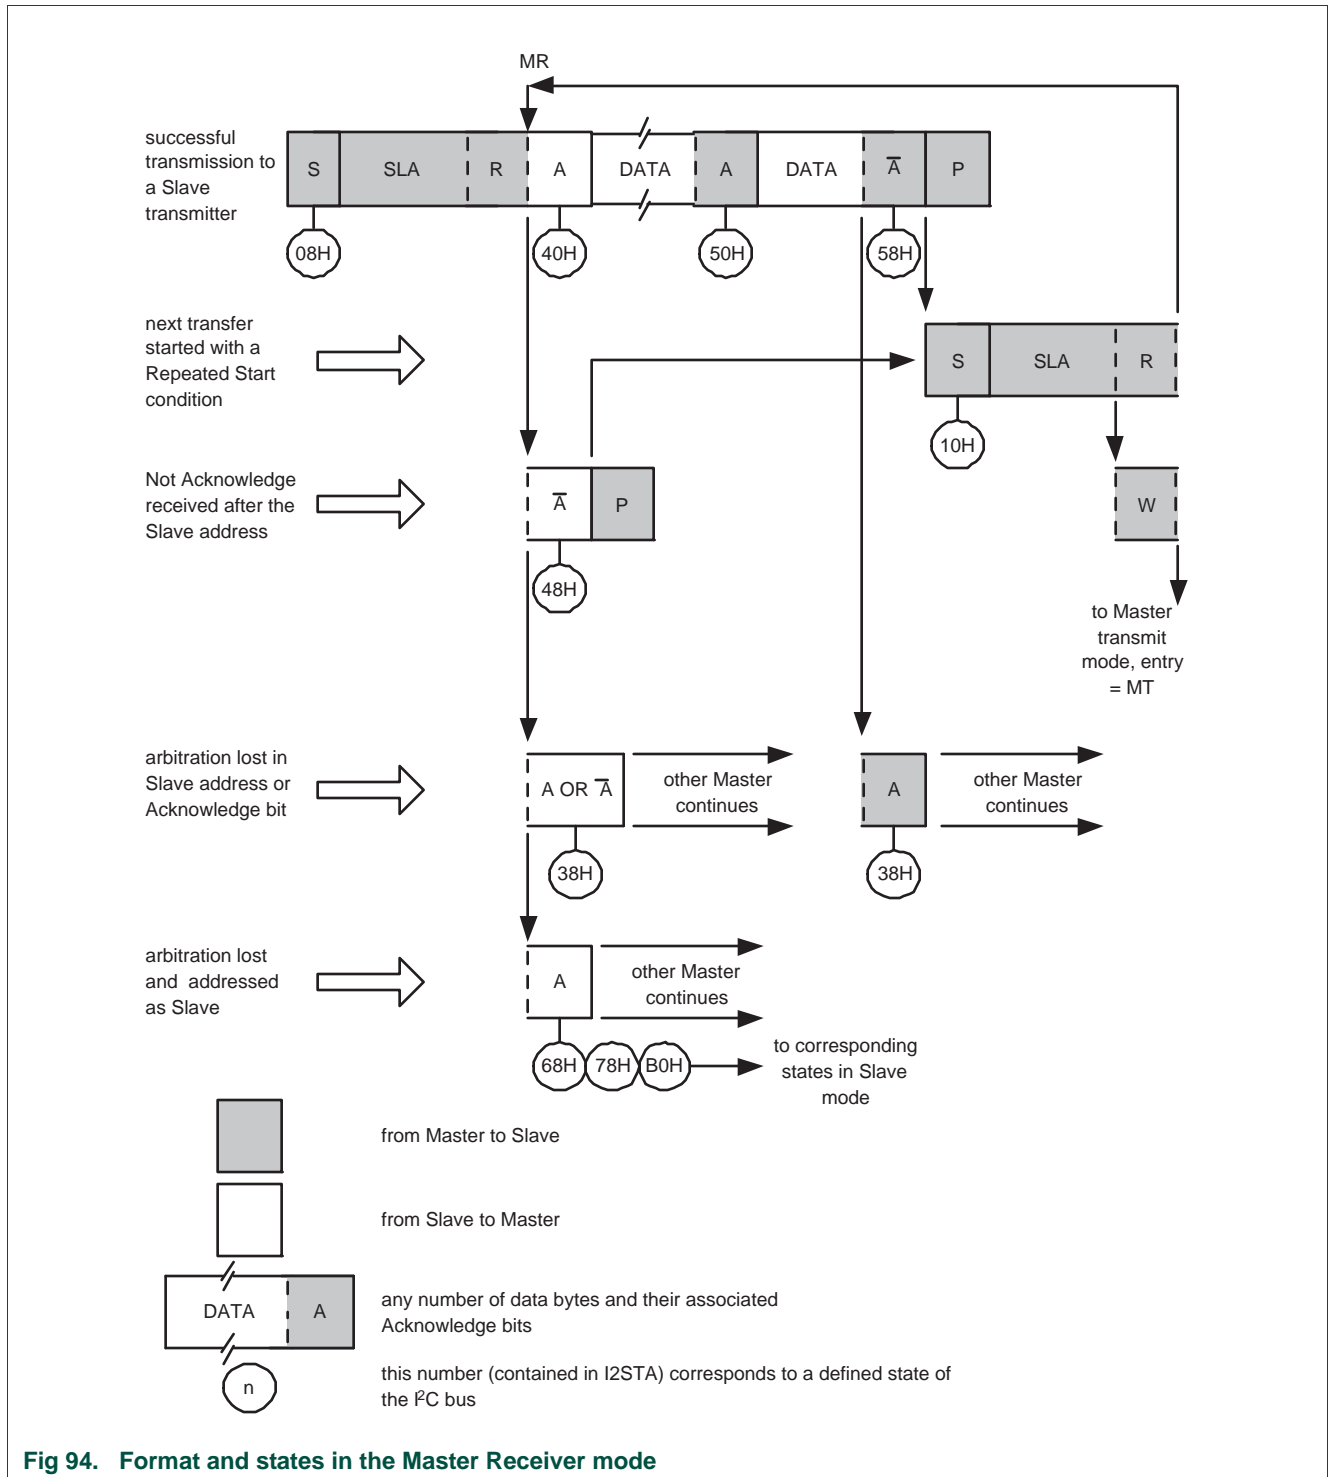 MR
successful
transmission to
a Slave
transmitter
S SLA R A DATA A DATA A̅ P
08H 40H 50H 58H
next transfer
started with a
Repeated Start
condition
S SLA R
10H
Not Acknowledge
received after the
Slave address
A̅ P W
48H
to Master
transmit
mode, entry
= MT
arbitration lost in
Slave address or
Acknowledge bit
A OR A̅
other Master
continues
A
other Master
continues
38H 38H
arbitration lost
and addressed
as Slave
A
other Master
continues
68H 78H B0H
to corresponding
states in Slave
mode
from Master to Slave
from Slave to Master
DATA A
any number of data bytes and their associated
Acknowledge bits
n
this number (contained in I2STA) corresponds to a defined state of
the I²C bus
Fig 94. Format and states in the Master Receiver mode